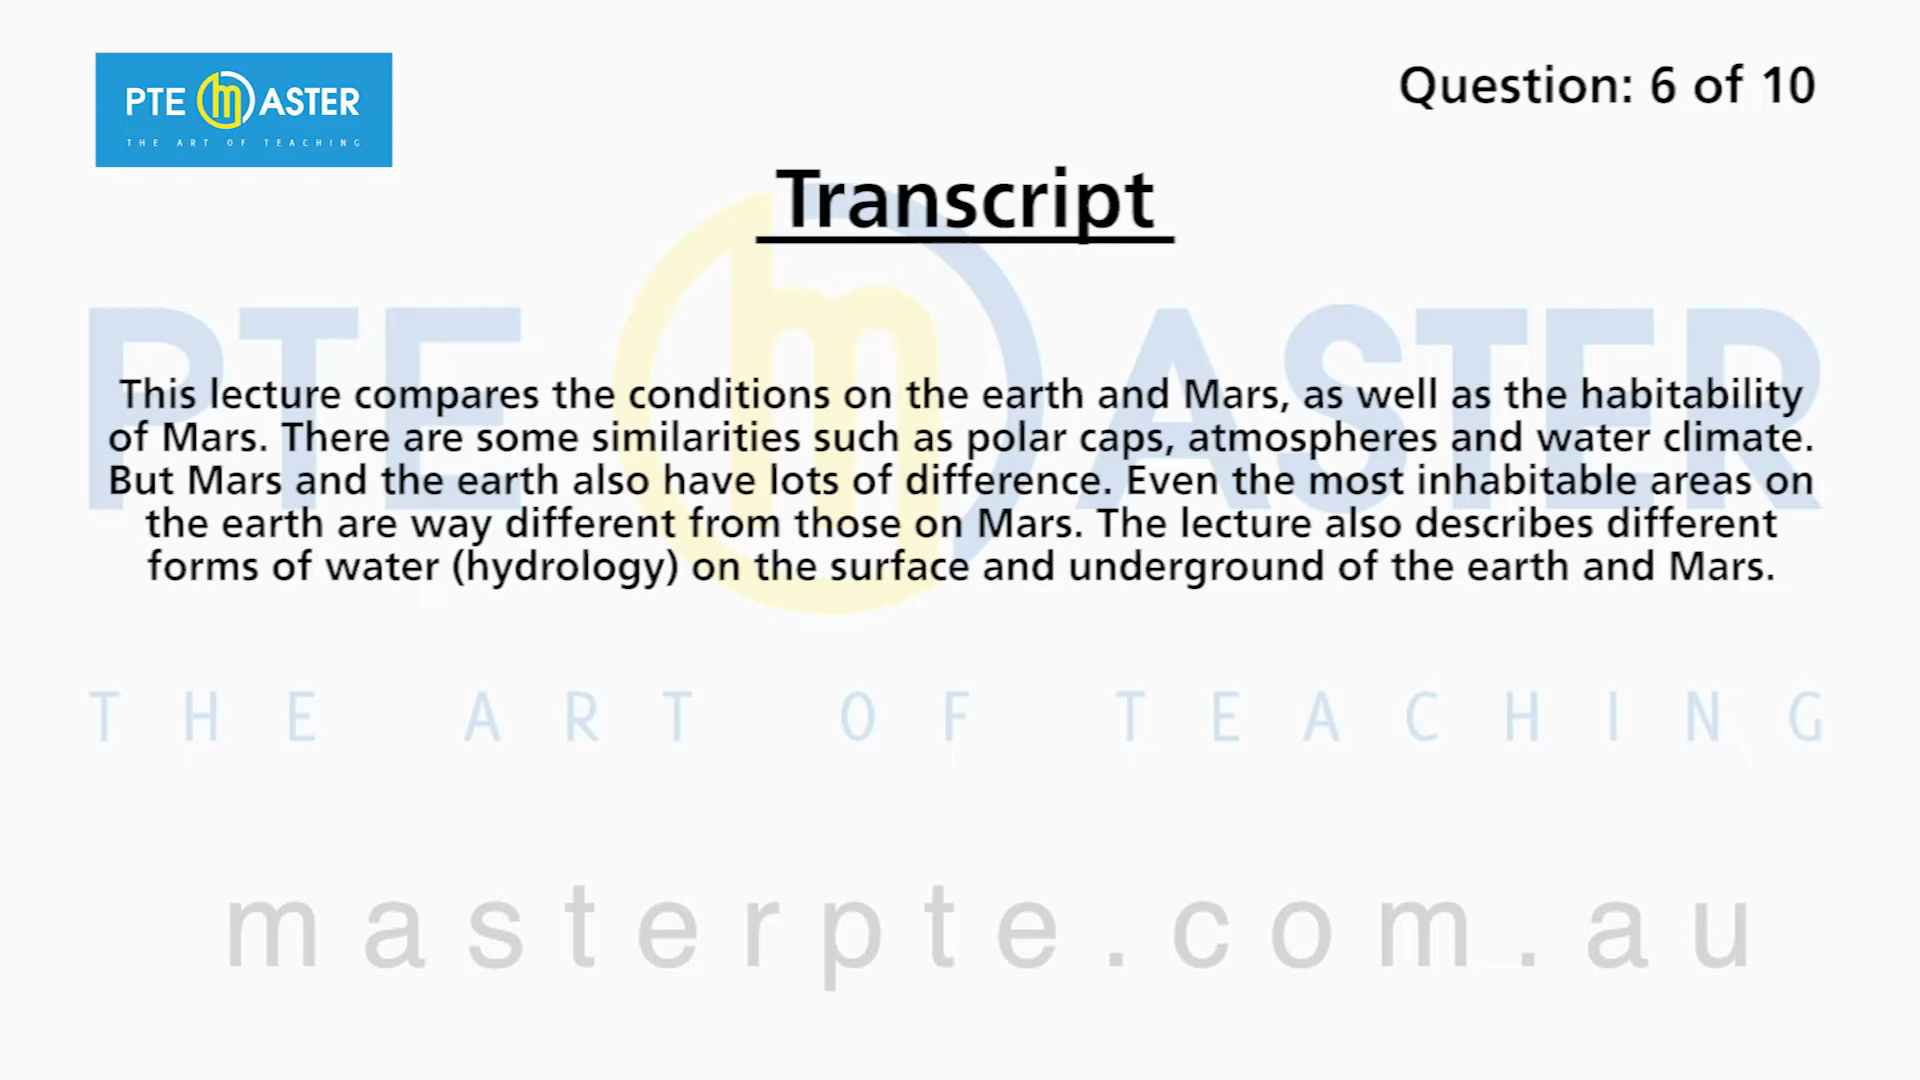 PTE MASTER
THE ART OF TEACHING
Question: 6 of 10
Transcript
PTE MASTER
This lecture compares the conditions on the earth and Mars, as well as the habitability
of Mars. There are some similarities such as polar caps, atmospheres and water climate.
But Mars and the earth also have lots of difference. Even the most inhabitable areas on
the earth are way different from those on Mars. The lecture also describes different
forms of water (hydrology) on the surface and underground of the earth and Mars.
THE ART OF TEACHING
masterpte.com.au